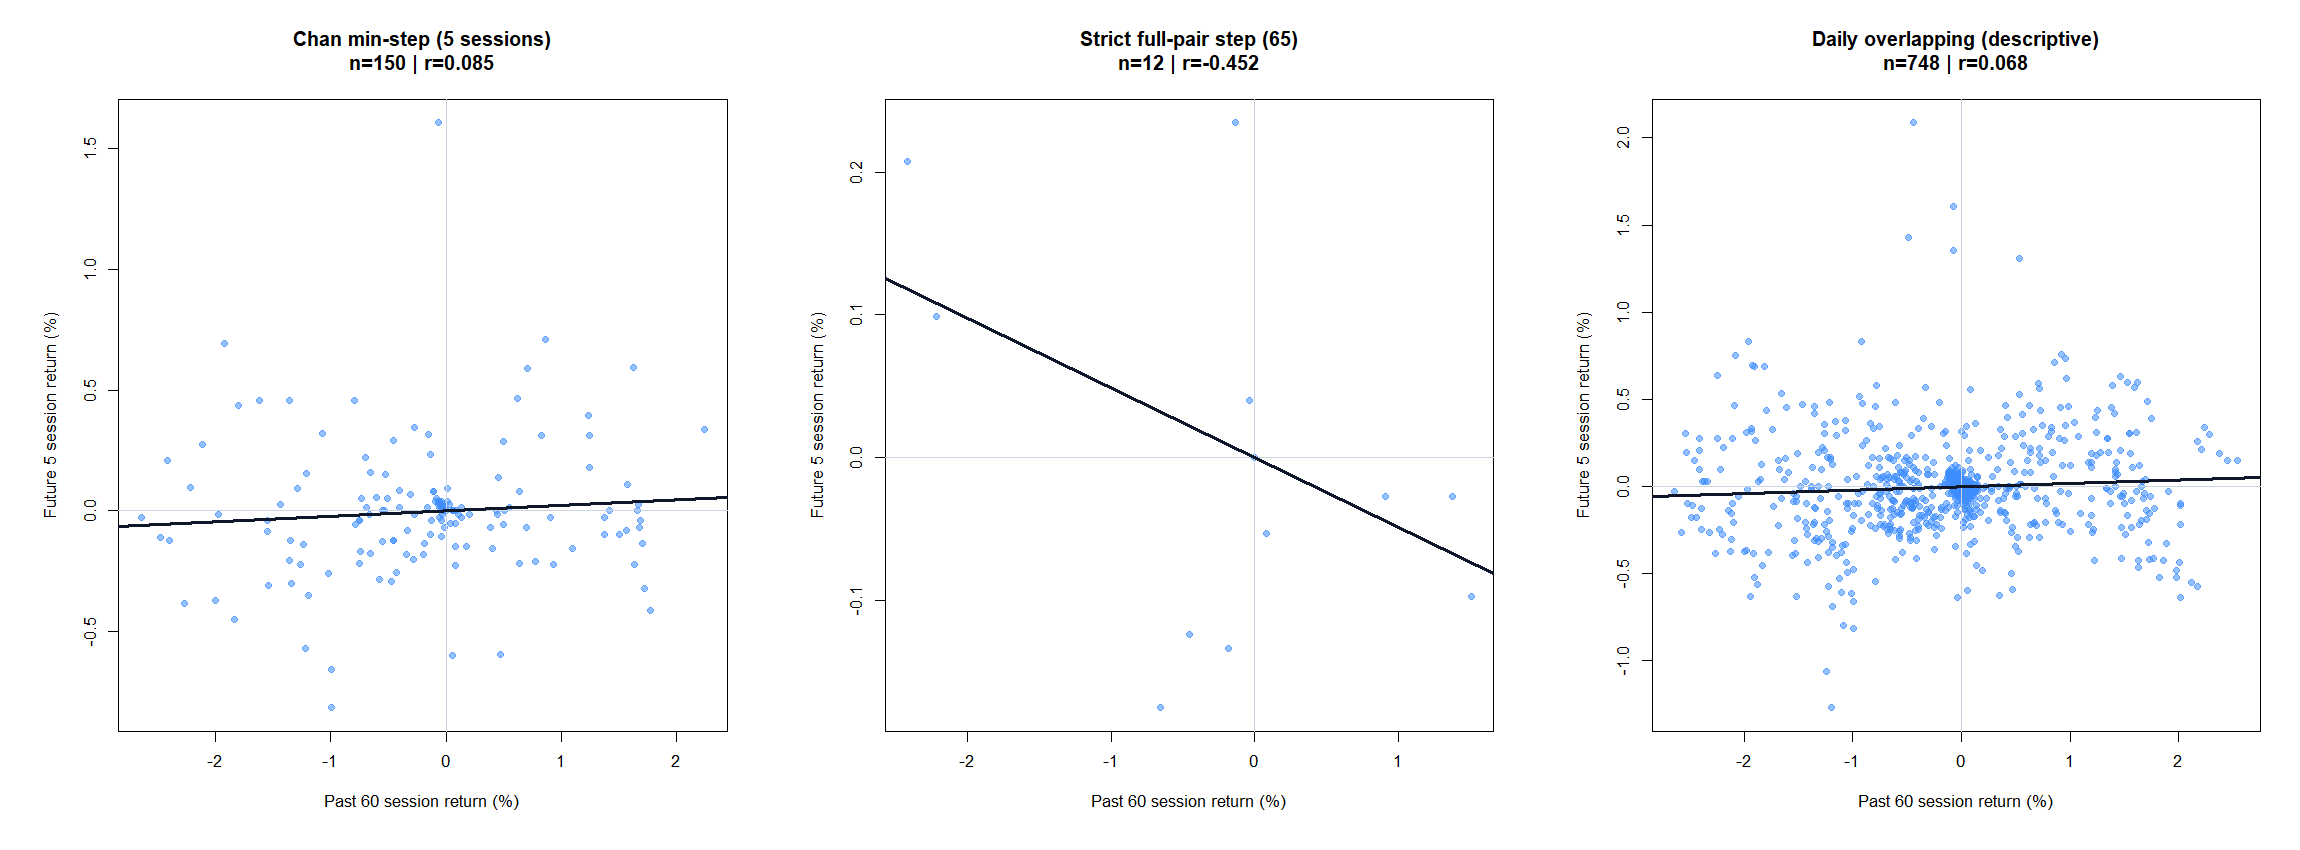 Chan min-step (5 sessions)
n=150 | r=0.085
1.5
1.0
0.5
0.0
-0.5
Future 5 session return (%)
-2
-1
0
1
2
Past 60 session return (%)
Strict full-pair step (65)
n=12 | r=-0.452
0.2
0.1
0.0
-0.1
Future 5 session return (%)
-2
-1
0
1
Past 60 session return (%)
Daily overlapping (descriptive)
n=748 | r=0.068
2.0
1.5
1.0
0.5
0.0
-0.5
-1.0
Future 5 session return (%)
-2
-1
0
1
2
Past 60 session return (%)